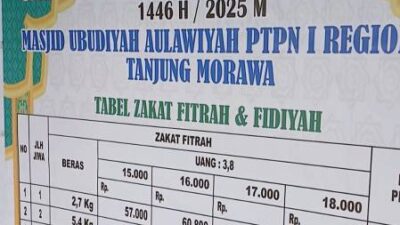 1446 H / 2025 M
MASJID UBUDIYAH AULAWIYAH PTPN I REGIO
TANJUNG MORAWA
TABEL ZAKAT FITRAH & FIDIYAH
NO JLH JIWA ZAKAT FITRAH
BERAS UANG : 3,8
15.000 16.000 17.000 18.000
Rp. Rp. Rp. Rp.
1 1 2,7 Kg 57.000 60.800
2 2 5,4 Kg